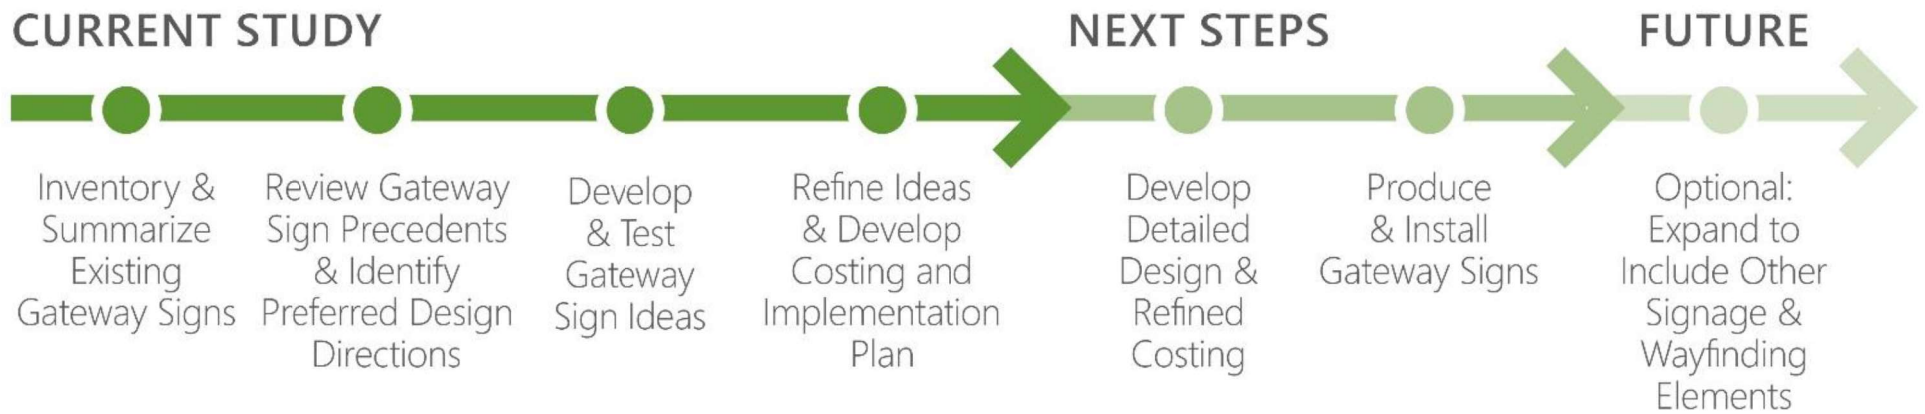 CURRENT STUDY
Inventory &
Summarize
Existing
Gateway Signs
Review Gateway
Sign Precedents
& Identify
Preferred Design
Directions
Develop
& Test
Gateway
Sign Ideas
Refine Ideas
& Develop
Costing and
Implementation
Plan
NEXT STEPS
Develop
Detailed
Design &
Refined
Costing
Produce
& Install
Gateway Signs
FUTURE
Optional:
Expand to
Include Other
Signage &
Wayfinding
Elements